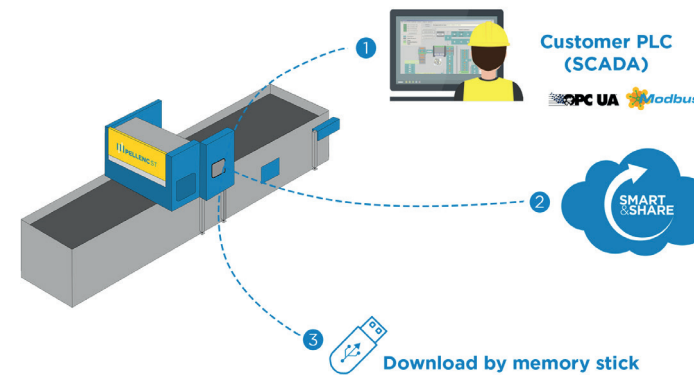 1
Customer PLC
(SCADA)
OPC UA
Modbus
PELLENC ST
2
SMART
&SHARE
3
Download by memory stick